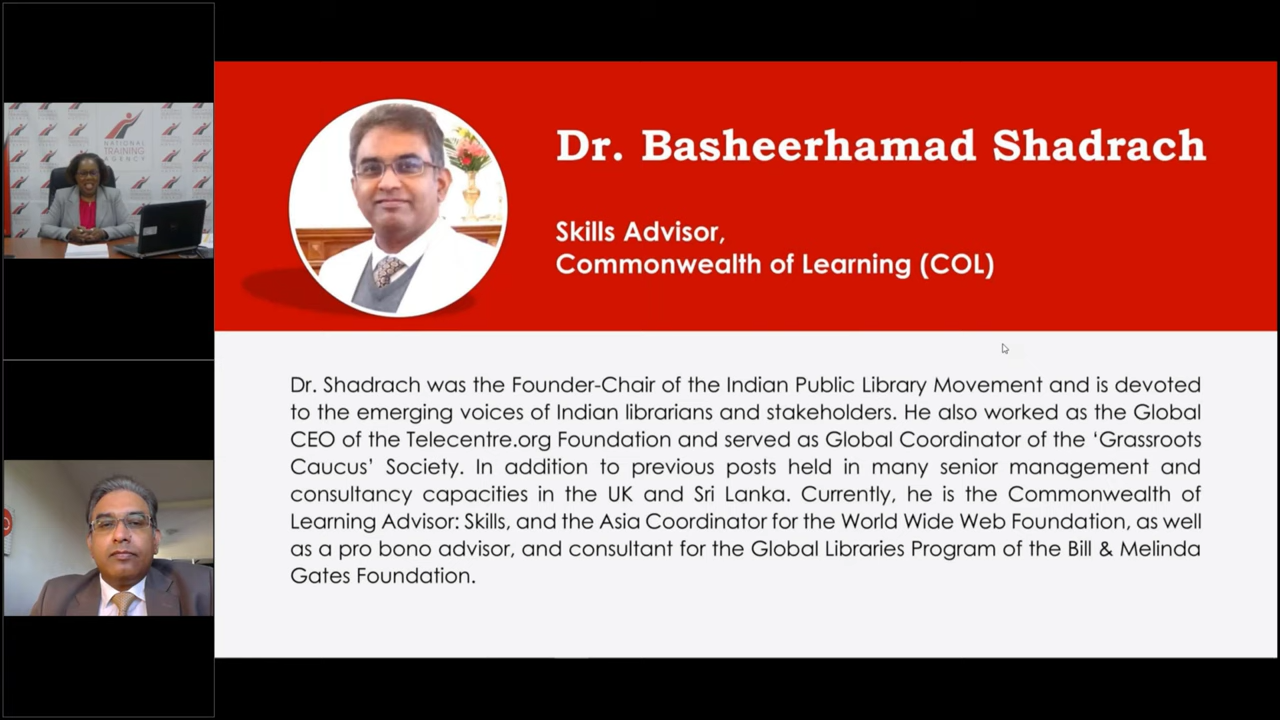 NATIONAL
TRAINING
AGENCY
Dr. Basheerhamad Shadrach
Skills Advisor,
Commonwealth of Learning (COL)
Dr. Shadrach was the Founder-Chair of the Indian Public Library Movement and is devoted
to the emerging voices of Indian librarians and stakeholders. He also worked as the Global
CEO of the Telecentre.org Foundation and served as Global Coordinator of the ‘Grassroots
Caucus’ Society. In addition to previous posts held in many senior management and
consultancy capacities in the UK and Sri Lanka. Currently, he is the Commonwealth of
Learning Advisor: Skills, and the Asia Coordinator for the World Wide Web Foundation, as well
as a pro bono advisor, and consultant for the Global Libraries Program of the Bill & Melinda
Gates Foundation.